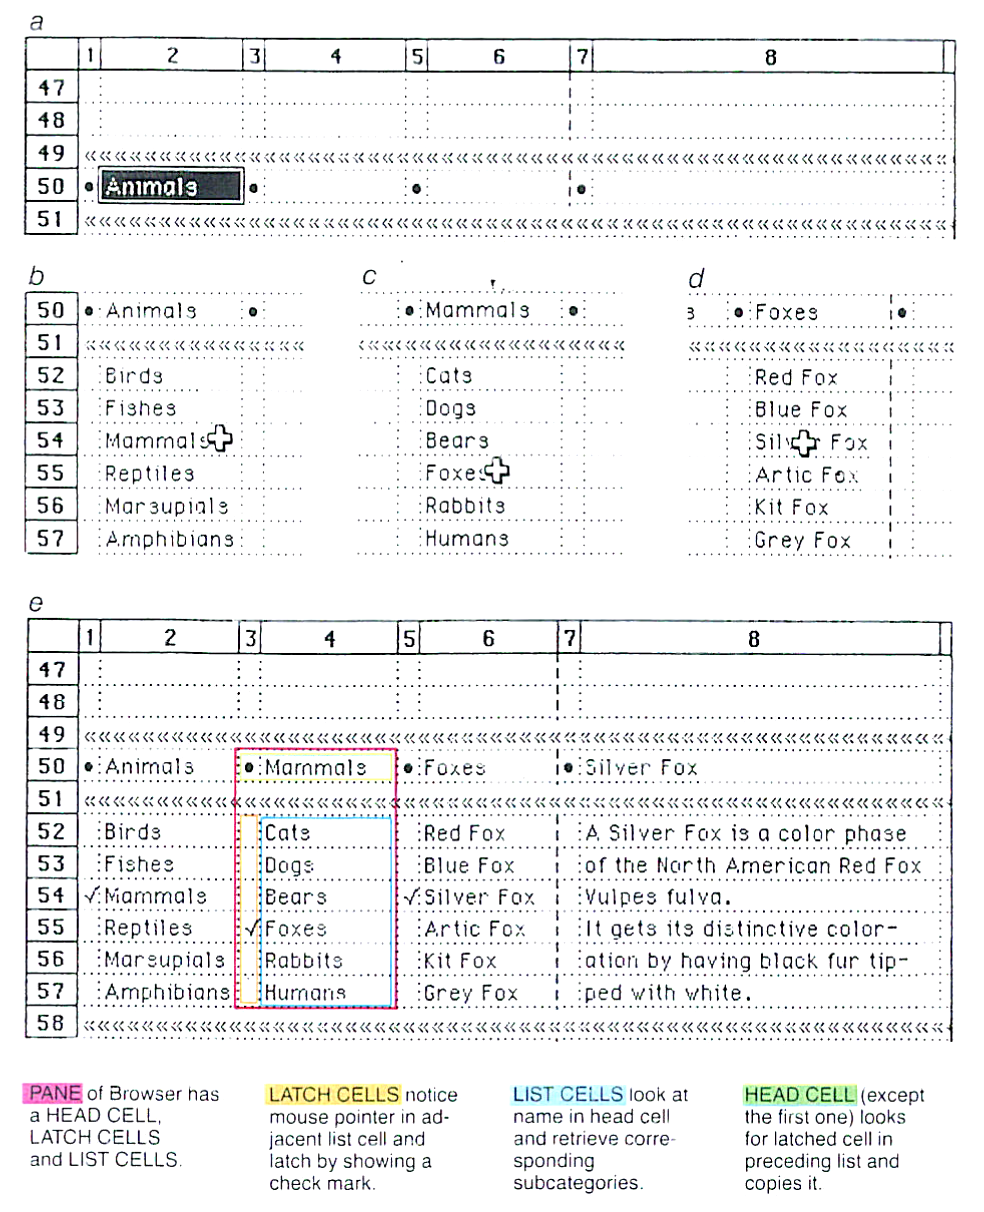 a
1 2 3 4 5 6 7 8
47
48
49 «««««««««««««««««««««««««««««««««««««««««««««««
50 • Animals • • •
51 «««««««««««««««««««««««««««««««««««««««««««««««
b
50 • Animals •
51 «««««««««««««
52 Birds
53 Fishes
54 Mammals
55 Reptiles
56 Marsupials
57 Amphibians
c
• Mammals •
«««««««««««««
Cats
Dogs
Bears
Foxes
Rabbits
Humans
d
s • Foxes •
«««««««««««««
Red Fox
Blue Fox
Silver Fox
Artic Fox
Kit Fox
Grey Fox
e
1 2 3 4 5 6 7 8
47
48
49 «««««««««««««««««««««««««««««««««««««««««««««««
50 • Animals • Mammals • Foxes • Silver Fox
51 «««««««««««««««««««««««««««««««««««««««««««««««
52 Birds Cats Red Fox A Silver Fox is a color phase
53 Fishes Dogs Blue Fox of the North American Red Fox
54 ✓ Mammals Bears ✓ Silver Fox Vulpes fulva.
55 Reptiles ✓ Foxes Artic Fox It gets its distinctive color-
56 Marsupials Rabbits Kit Fox ation by having black fur tip-
57 Amphibians Humans Grey Fox ped with white.
58 «««««««««««««««««««««««««««««««««««««««««««««««
PANE of Browser has
a HEAD CELL,
LATCH CELLS
and LIST CELLS.
LATCH CELLS notice
mouse pointer in ad-
jacent list cell and
latch by showing a
check mark.
LIST CELLS look at
name in head cell
and retrieve corre-
sponding
subcategories.
HEAD CELL (except
the first one) looks
for latched cell in
preceding list and
copies it.